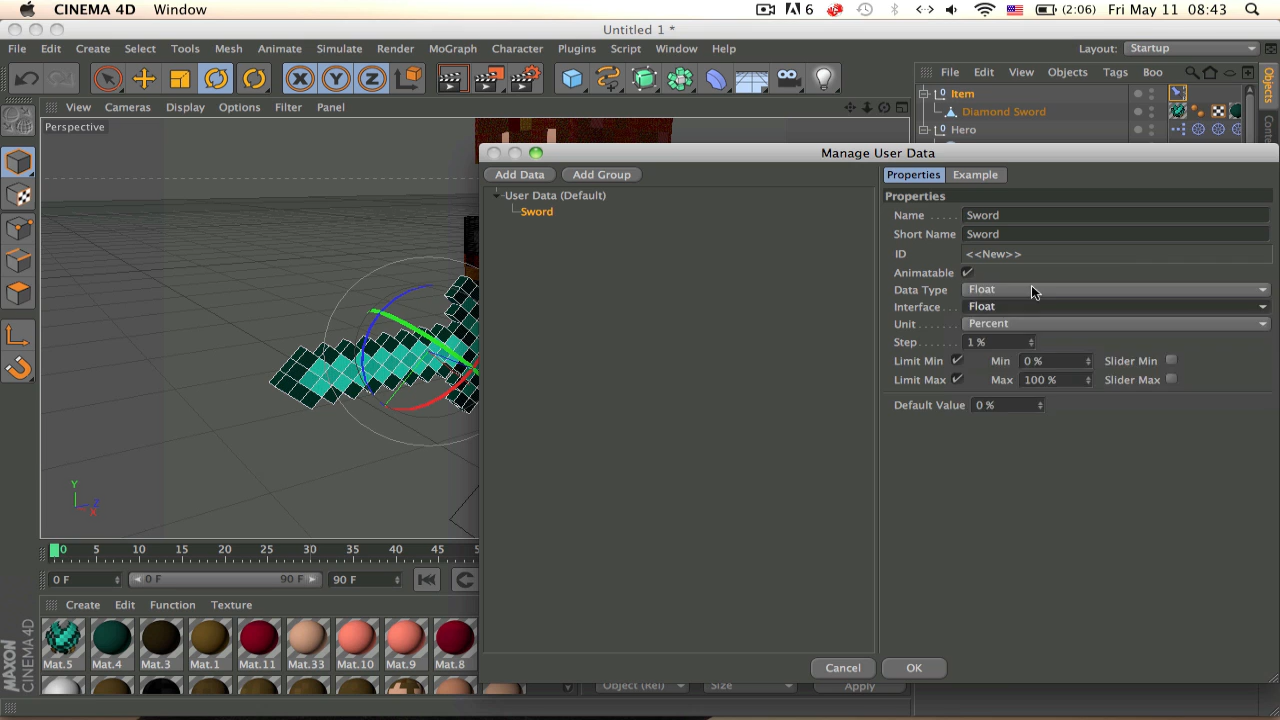 CINEMA 4D Window 6 (2:06) Fri May 11 08:43
Untitled 1 *
File Edit Create Select Tools Mesh Animate Simulate Render MoGraph Character Plugins Script Window Help Layout: Startup
X Y Z
File Edit View Objects Tags Boo
Objects
View Cameras Display Options Filter Panel
Item
Diamond Sword
Hero
Perspective
Manage User Data
Add Data Add Group
User Data (Default)
Sword
Properties Example
Properties
Name ..... Sword
Short Name Sword
ID <<New>>
Animatable
Data Type Float
Interface ... Float
Unit ....... Percent
Step ....... 1 %
Limit Min Min 0 % Slider Min
Limit Max Max 100 % Slider Max
Default Value 0 %
Y
Z
X
0 5 10 15 20 25 30 35 40 45
0 F 0 F 90 F 90 F
Create Edit Function Texture
Mat.5 Mat.4 Mat.3 Mat.1 Mat.11 Mat.33 Mat.10 Mat.9 Mat.8
MAXON
CINEMA4D
Cancel OK
Object (Rel) Size Apply